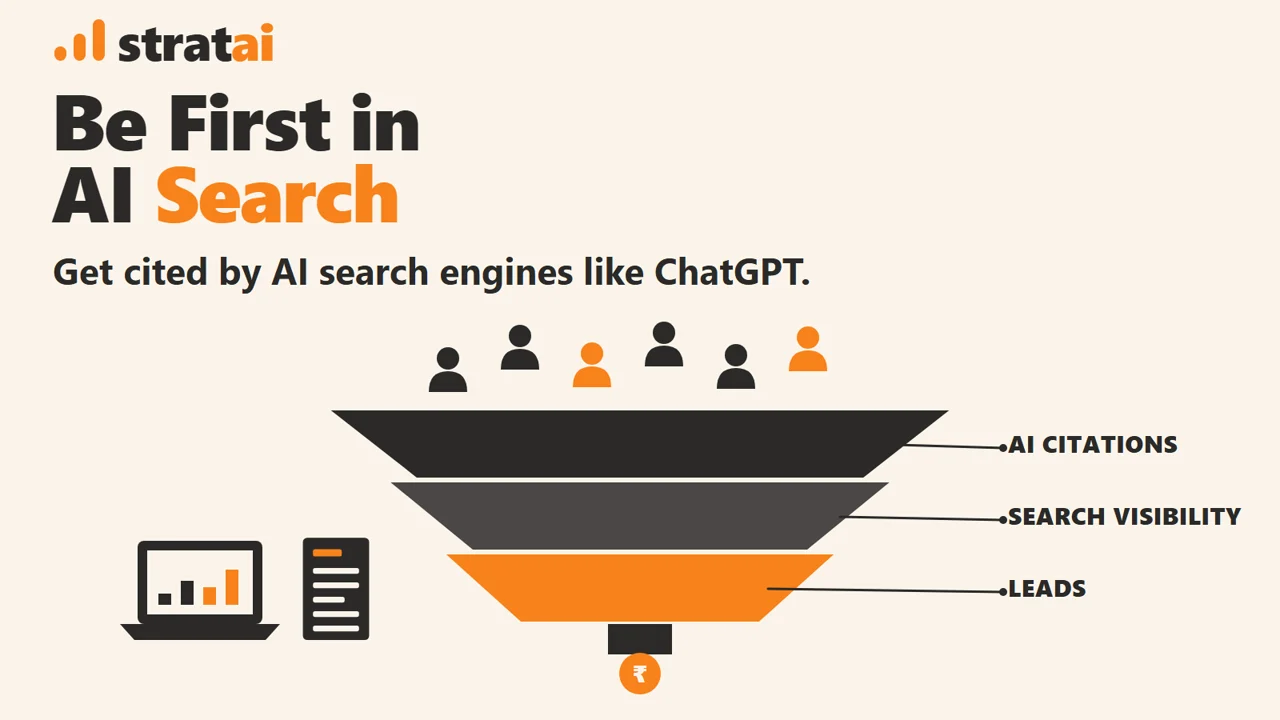 stratai
Be First in
AI Search
Get cited by AI search engines like ChatGPT.
AI CITATIONS
SEARCH VISIBILITY
LEADS
₹